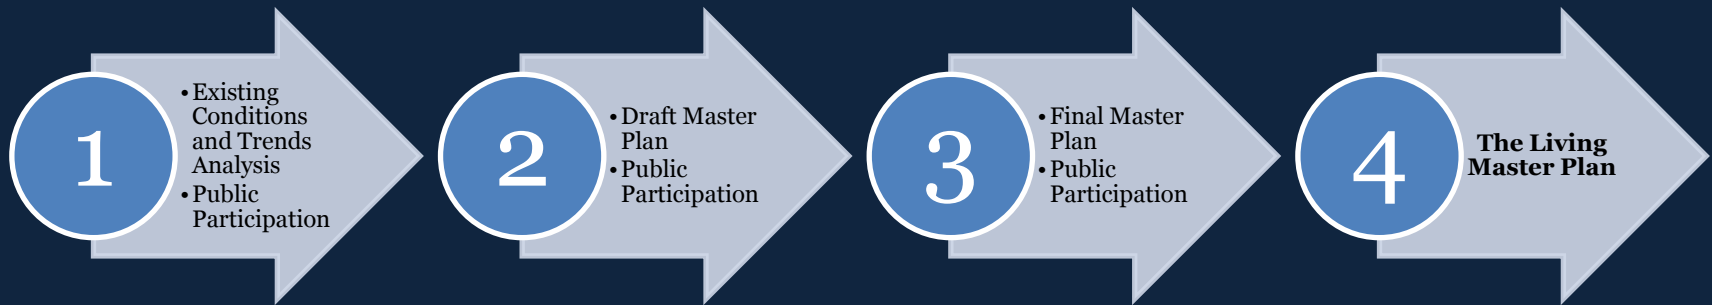 1
• Existing
Conditions
and Trends
Analysis
• Public
Participation
2
• Draft Master
Plan
• Public
Participation
3
• Final Master
Plan
• Public
Participation
4
The Living
Master Plan